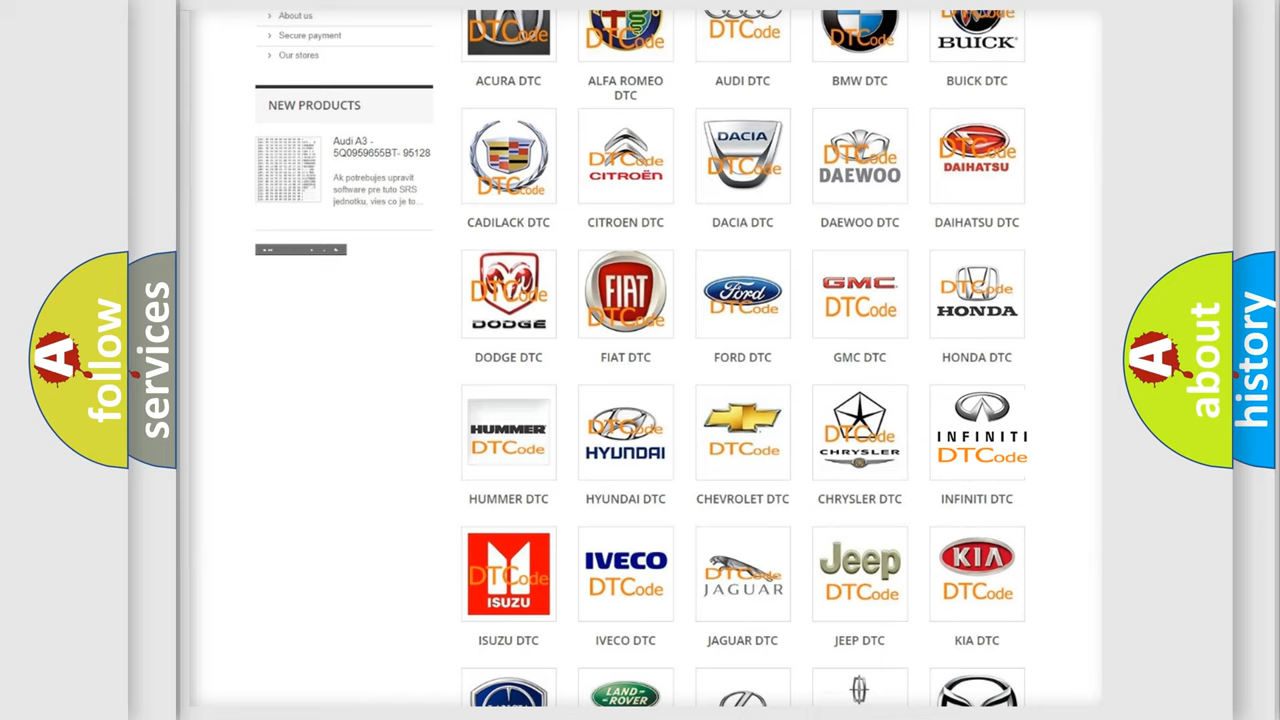 About us
Secure payment
Our stores
NEW PRODUCTS
Audi A3 -
5Q0959655BT- 95128
Ak potrebujes upravit
software pre tuto SRS
jednotku, vies co je to...
DTCode
DTCode
DTCode
DTCode
BUICK
ACURA DTC
ALFA ROMEO
DTC
AUDI DTC
BMW DTC
BUICK DTC
DTCode
DTCode
CITROËN
DACIA
DTCode
DTCode
DAEWOO
DTCode
DAIHATSU
CADILACK DTC
CITROEN DTC
DACIA DTC
DAEWOO DTC
DAIHATSU DTC
DTCode
DODGE
FIAT
DTCode
Ford
DTCode
GMC
DTCode
DTCode
HONDA
DODGE DTC
FIAT DTC
FORD DTC
GMC DTC
HONDA DTC
HUMMER
DTCode
DTCode
HYUNDAI
DTCode
DTCode
CHRYSLER
INFINITI
DTCode
HUMMER DTC
HYUNDAI DTC
CHEVROLET DTC
CHRYSLER DTC
INFINITI DTC
DTCode
ISUZU
IVECO
DTCode
DTCode
JAGUAR
Jeep
DTCode
KIA
DTCode
ISUZU DTC
IVECO DTC
JAGUAR DTC
JEEP DTC
KIA DTC
LAND-
ROVER
A
follow
services
A
about
history